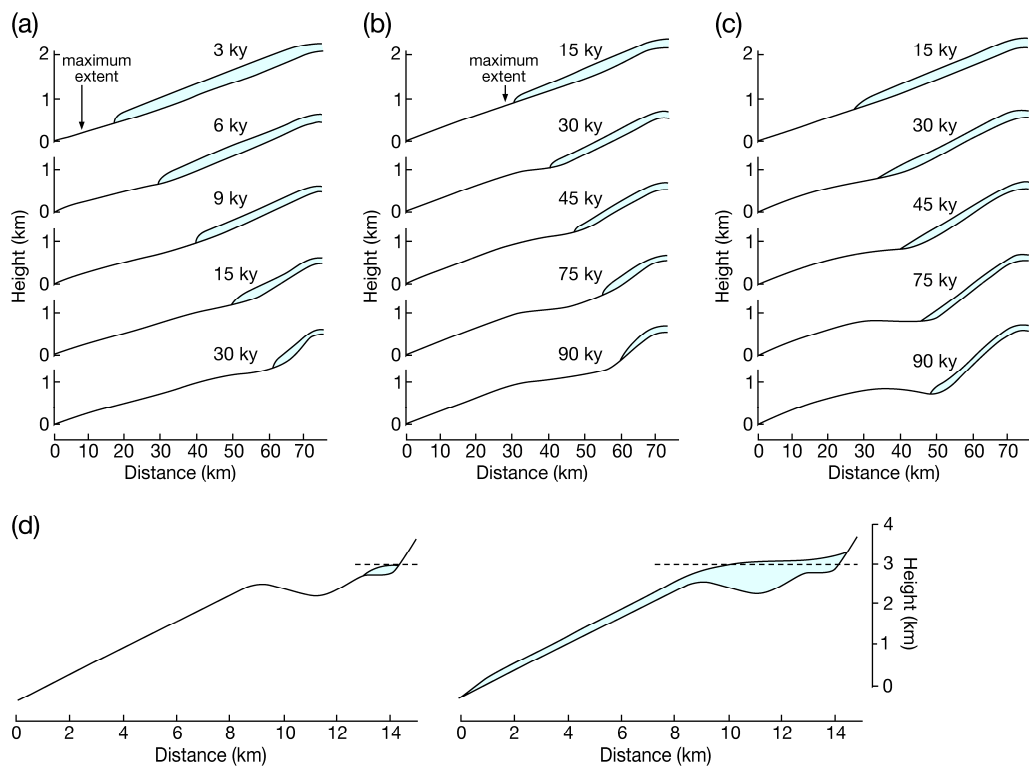 (a)
3 ky
2
maximum
extent
1
0
6 ky
1
0
9 ky
1
0
15 ky
1
0
30 ky
1
0
Height (km)
0 10 20 30 40 50 60 70
Distance (km)
(b)
15 ky
maximum
extent
2
1
0
30 ky
1
0
45 ky
1
0
75 ky
1
0
90 ky
1
0
Height (km)
0 10 20 30 40 50 60 70
Distance (km)
(c)
15 ky
2
1
0
30 ky
1
0
45 ky
1
0
75 ky
1
0
90 ky
1
0
Height (km)
0 10 20 30 40 50 60 70
Distance (km)
(d)
0 2 4 6 8 10 12 14
Distance (km)
4
3
2
1
0
Height (km)
0 2 4 6 8 10 12 14
Distance (km)